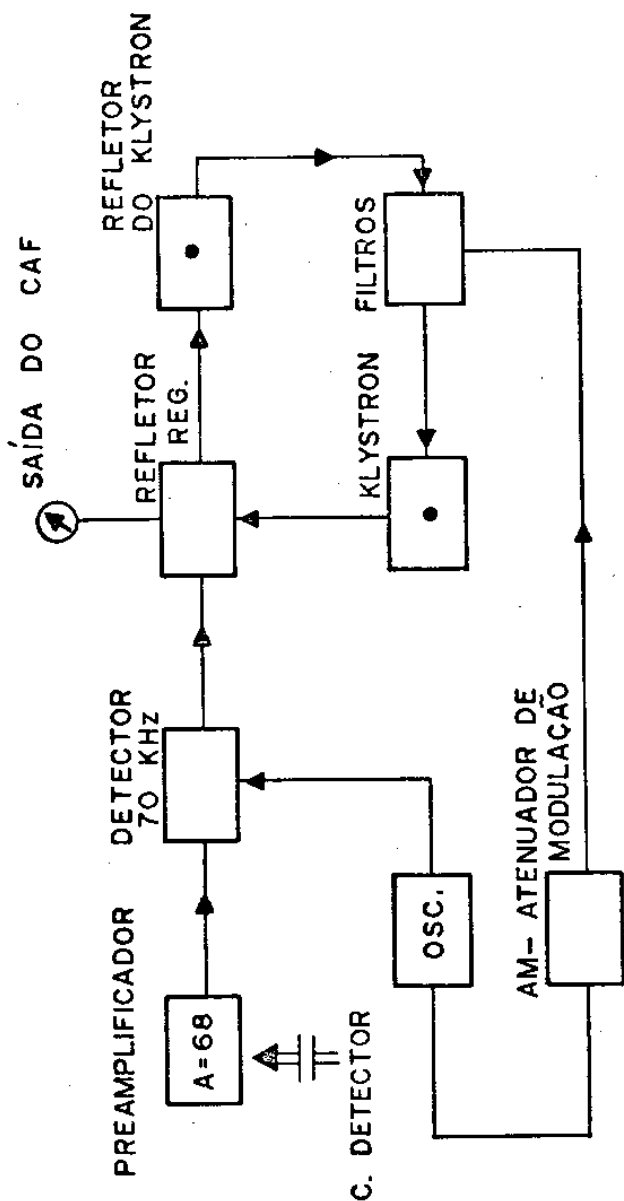 SAÍDA DO CAF
REFLETOR
DO KLYSTRON
REFLETOR
REG.
DETECTOR
70 KHz
PREAMPLIFICADOR
A=68
C. DETECTOR
KLYSTRON
FILTROS
OSC.
AM- ATENUADOR DE
MODULAÇÃO